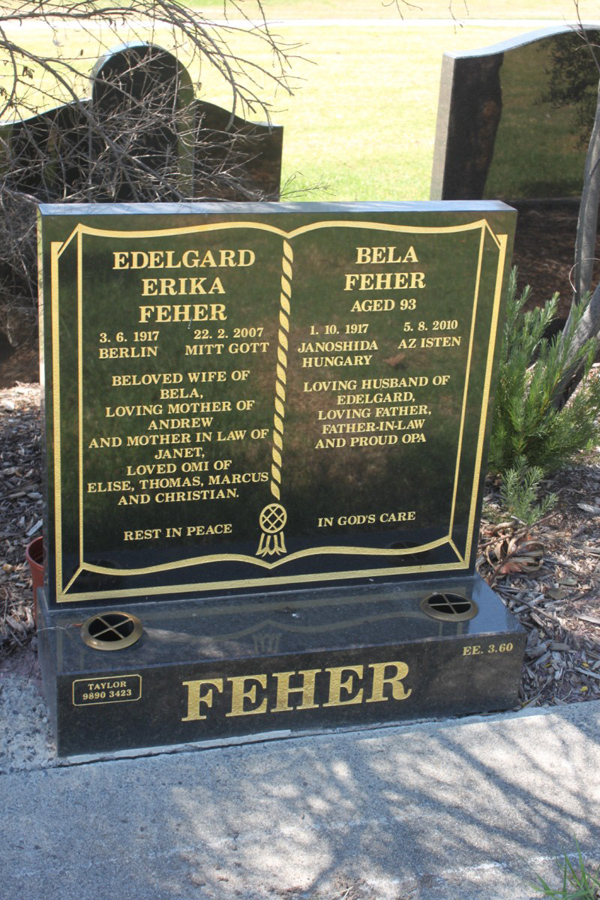 EDELGARD
ERIKA
FEHER
3. 6. 1917 22. 2. 2007
BERLIN MITT GOTT
BELOVED WIFE OF
BELA,
LOVING MOTHER OF
ANDREW
AND MOTHER IN LAW OF
JANET,
LOVED OMI OF
ELISE, THOMAS, MARCUS
AND CHRISTIAN.
REST IN PEACE
BELA
FEHER
AGED 93
1. 10. 1917 5. 8. 2010
JANOSHIDA AZ ISTEN
HUNGARY
LOVING HUSBAND OF
EDELGARD,
LOVING FATHER,
FATHER-IN-LAW
AND PROUD OPA
IN GOD'S CARE
EE. 3.60
TAYLOR
9890 3423
FEHER